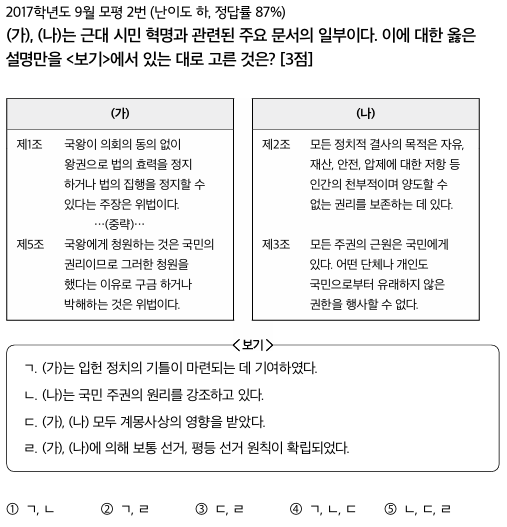 2017학년도 9월 모평 2번 (난이도 하, 정답률 87%)
(가), (나)는 근대 시민 혁명과 관련된 주요 문서의 일부이다. 이에 대한 옳은
설명만을 <보기>에서 있는 대로 고른 것은? [3점]
(가)
제1조 국왕이 의회의 동의 없이
왕권으로 법의 효력을 정지
하거나 법의 집행을 정지할 수
있다는 주장은 위법이다.
…(중략)…
제5조 국왕에게 청원하는 것은 국민의
권리이므로 그러한 청원을
했다는 이유로 구금 하거나
박해하는 것은 위법이다.
(나)
제2조 모든 정치적 결사의 목적은 자유,
재산, 안전, 압제에 대한 저항 등
인간의 천부적이며 양도할 수
없는 권리를 보존하는 데 있다.
제3조 모든 주권의 근원은 국민에게
있다. 어떤 단체나 개인도
국민으로부터 유래하지 않은
권한을 행사할 수 없다.
<보기>
ㄱ. (가)는 입헌 정치의 기틀이 마련되는 데 기여하였다.
ㄴ. (나)는 국민 주권의 원리를 강조하고 있다.
ㄷ. (가), (나) 모두 계몽사상의 영향을 받았다.
ㄹ. (가), (나)에 의해 보통 선거, 평등 선거 원칙이 확립되었다.
① ㄱ, ㄴ ② ㄱ, ㄹ ③ ㄷ, ㄹ ④ ㄱ, ㄴ, ㄷ ⑤ ㄴ, ㄷ, ㄹ